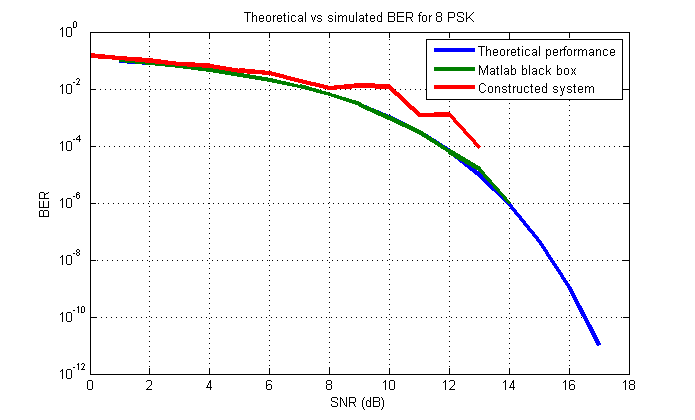 Theoretical vs simulated BER for 8 PSK
10^0
10^-2
10^-4
10^-6
10^-8
10^-10
10^-12
BER
Theoretical performance
Matlab black box
Constructed system
0 2 4 6 8 10 12 14 16 18
SNR (dB)